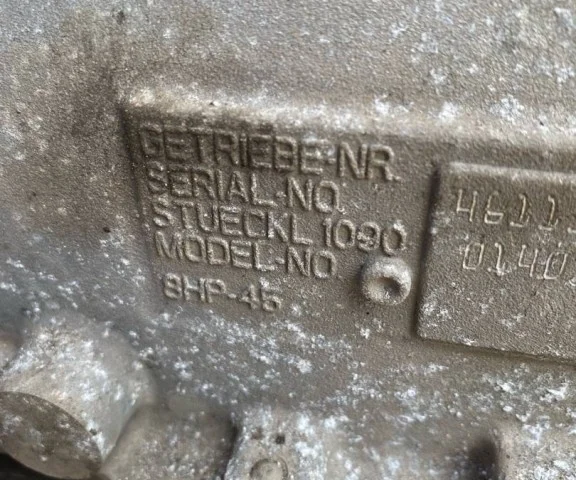 GETRIEBE-NR.
SERIAL-NO.
STUECKL 1090
MODEL-NO
8HP-45